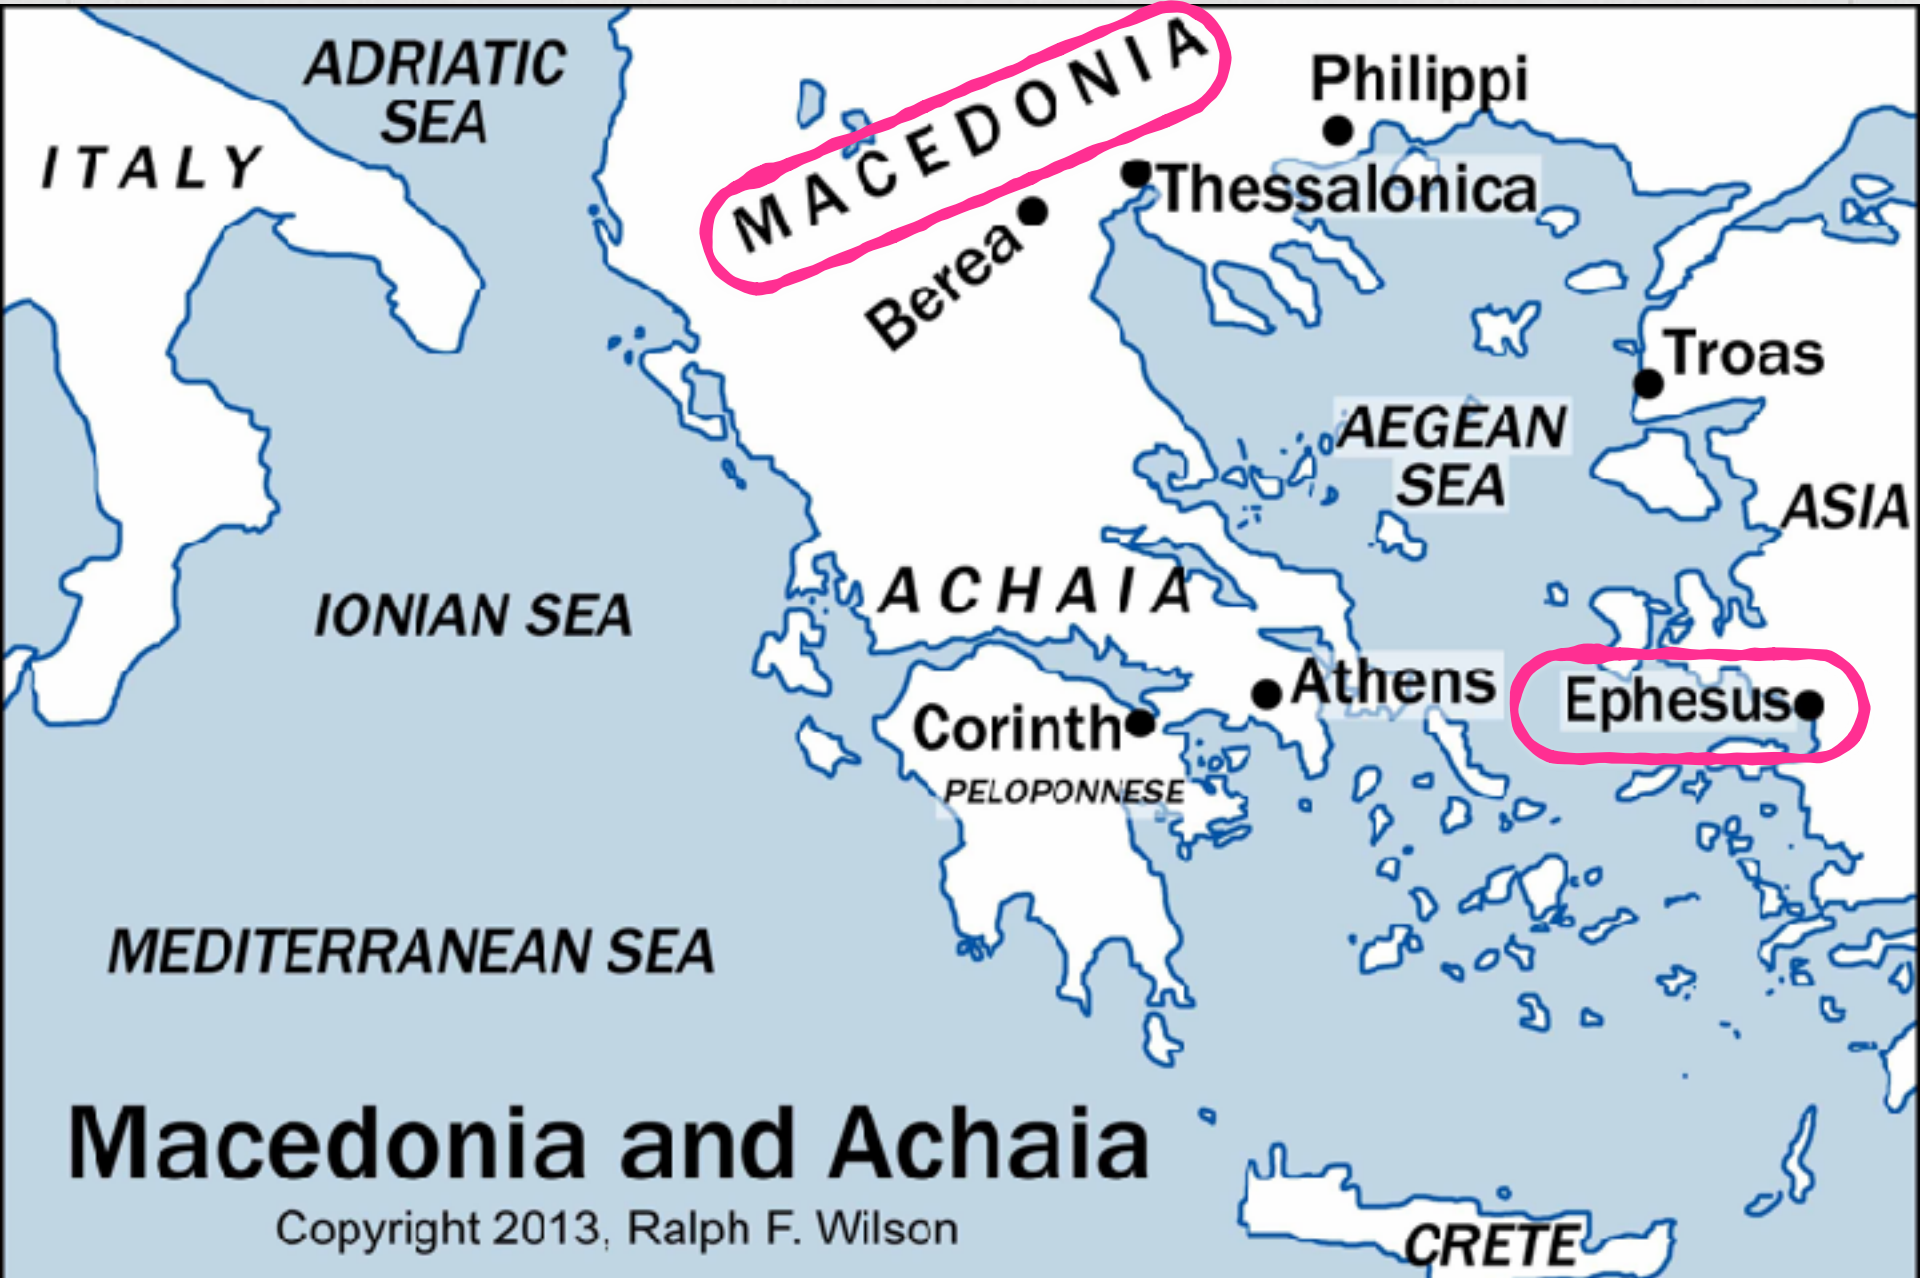 ADRIATIC
SEA
MACEDONIA
Philippi
ITALY
Thessalonica
Berea
Troas
AEGEAN
SEA
ASIA
ACHAIA
IONIAN SEA
Athens
Ephesus
Corinth
PELOPONNESE
MEDITERRANEAN SEA
Macedonia and Achaia
Copyright 2013, Ralph F. Wilson
CRETE